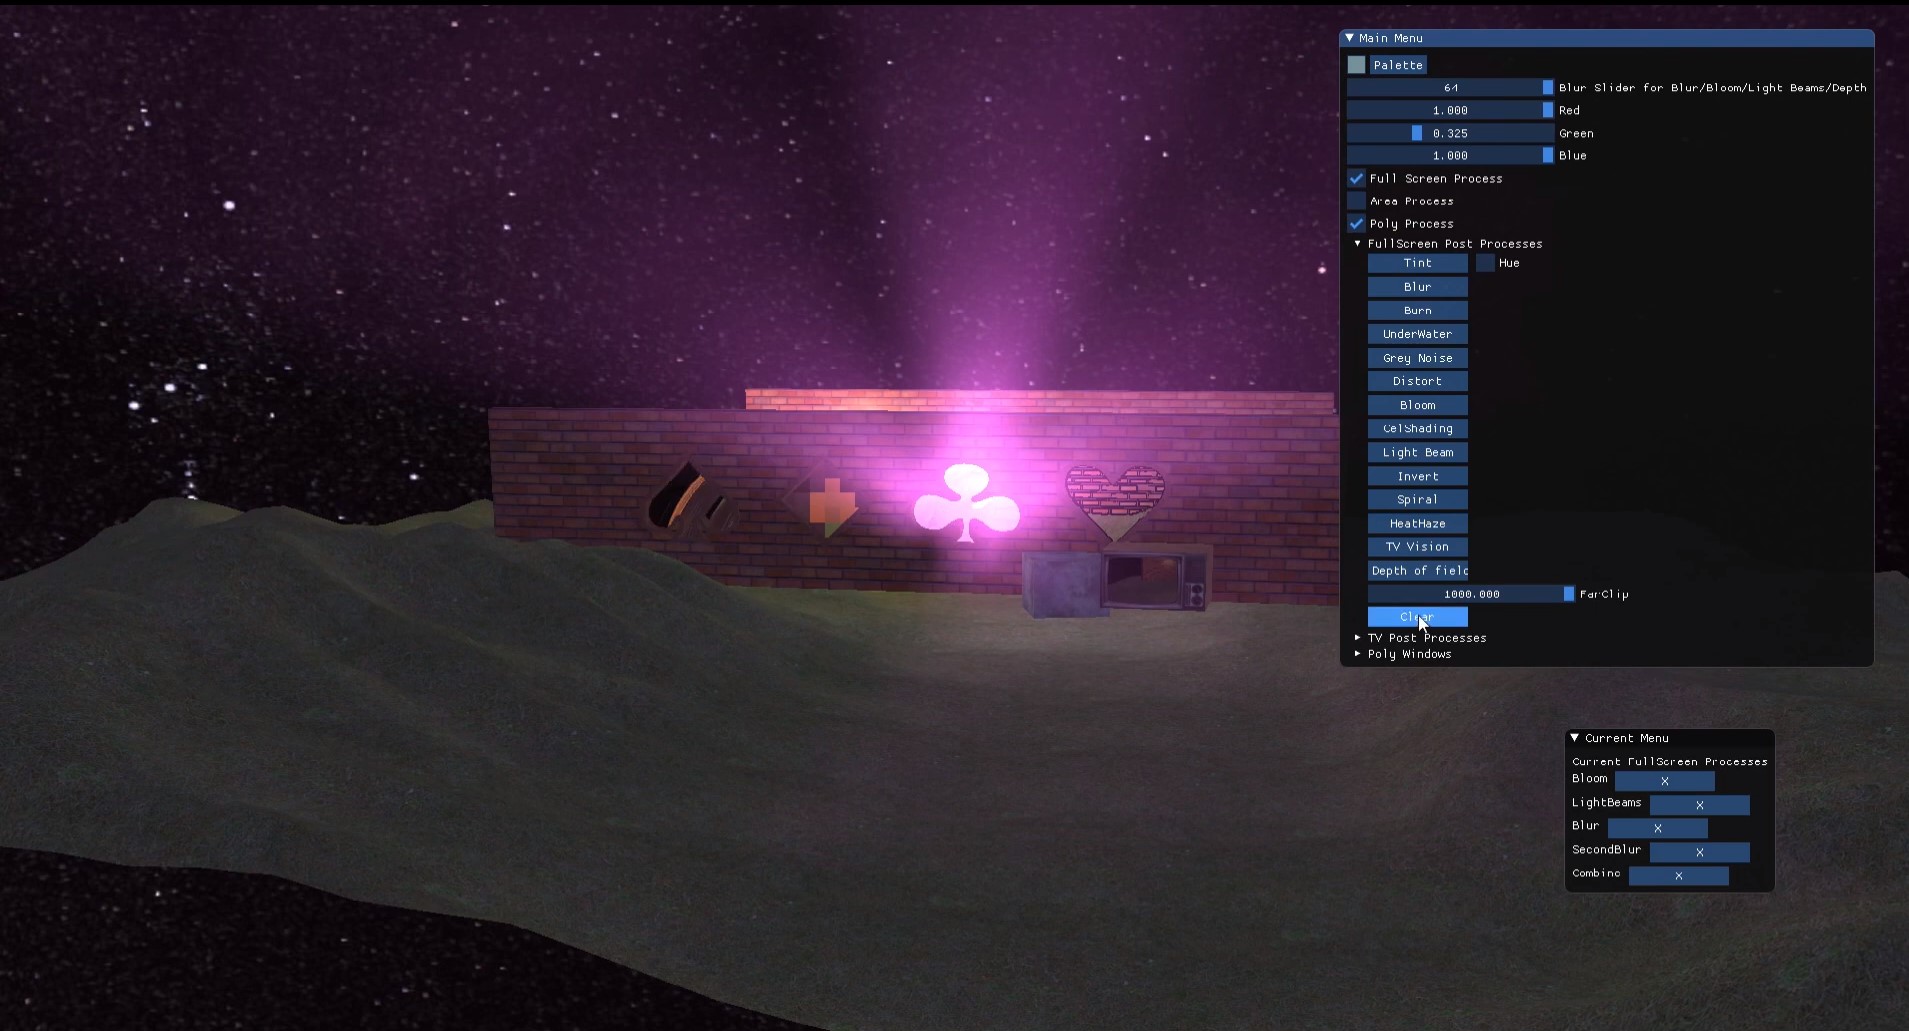 Main Menu
Palette
64 Blur Slider for Blur/Bloom/Light Beams/Depth
1.000 Red
0.325 Green
1.000 Blue
Full Screen Process
Area Process
Poly Process
FullScreen Post Processes
Tint Hue
Blur
Burn
UnderWater
Grey Noise
Distort
Bloom
CelShading
Light Beam
Invert
Spiral
HeatHaze
TV Vision
Depth of field
1000.000 FarClip
Clear
TV Post Processes
Poly Windows
Current Menu
Current FullScreen Processes
Bloom X
LightBeams X
Blur X
SecondBlur X
Combine X